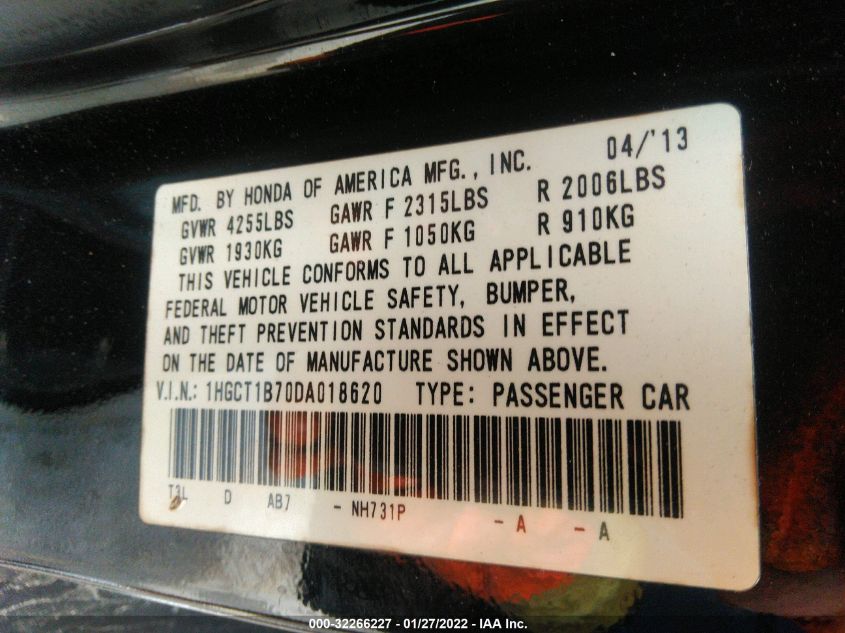 MFD. BY HONDA OF AMERICA MFG., INC. 04/'13
GVWR 4255LBS GAWR F 2315LBS R 2006LBS
GVWR 1930KG GAWR F 1050KG R 910KG
THIS VEHICLE CONFORMS TO ALL APPLICABLE
FEDERAL MOTOR VEHICLE SAFETY, BUMPER,
AND THEFT PREVENTION STANDARDS IN EFFECT
ON THE DATE OF MANUFACTURE SHOWN ABOVE.
V.I.N.: 1HGCT1B70DA018620 TYPE: PASSENGER CAR
T3L D AB7 - NH731P - A - A
000-32266227 - 01/27/2022 - IAA Inc.